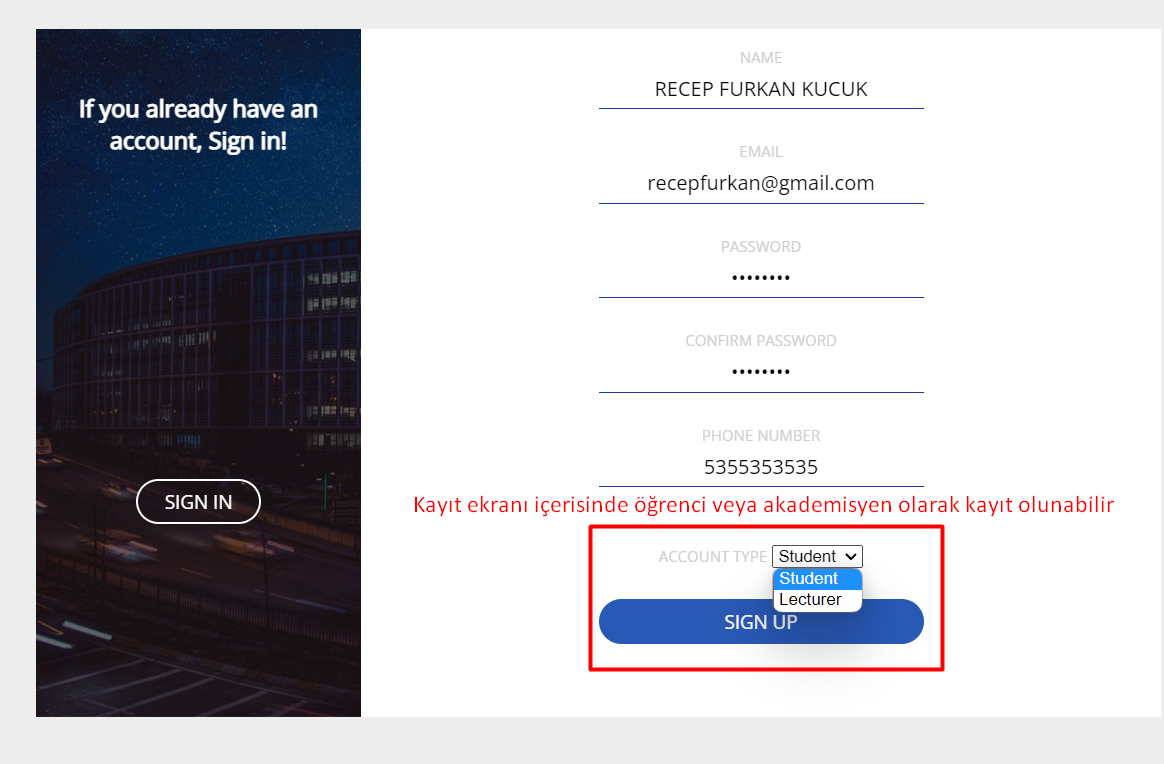 If you already have an
account, Sign in!
SIGN IN
NAME
RECEP FURKAN KUCUK
EMAIL
recepfurkan@gmail.com
PASSWORD
••••••••
CONFIRM PASSWORD
••••••••
PHONE NUMBER
5355353535
Kayıt ekranı içerisinde öğrenci veya akademisyen olarak kayıt olunabilir
ACCOUNT TYPE Student
Student
Lecturer
SIGN UP